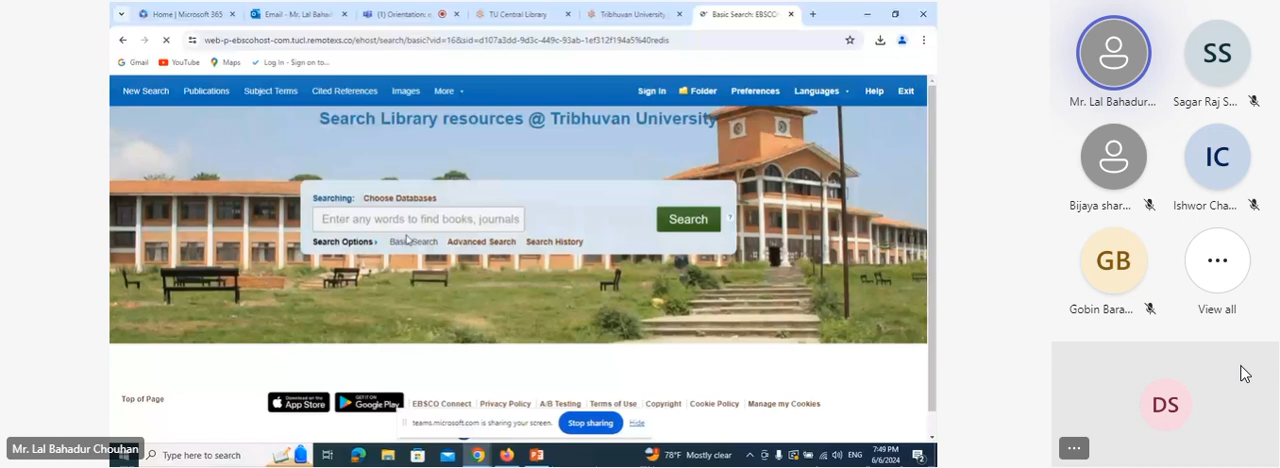 Home | Microsoft 365
Email - Mr. Lal Bahad
(1) Orientation: e
TU Central Library
Tribhuvan University
Basic Search: EBSCO
web-p-ebscohost-com.tucl.remotexs.co/ehost/search/basic?vid=16&sid=d107a3dd-9d3c-449c-93ab-1ef312f194a5%40redis
Gmail YouTube Maps Log In - Sign on to...
New Search Publications Subject Terms Cited References Images More Sign In Folder Preferences Languages Help Exit
Search Library resources @ Tribhuvan University
Searching: Choose Databases
Enter any words to find books, journals
Search ?
Search Options Basic Search Advanced Search Search History
Top of Page
Download on the
App Store
GET IT ON
Google Play
EBSCO Connect Privacy Policy A/B Testing Terms of Use Copyright Cookie Policy Manage my Cookies
teams.microsoft.com is sharing your screen. Stop sharing Hide
Type here to search
78°F Mostly clear
ENG
7:49 PM
6/6/2024
2
Mr. Lal Bahadur Chouhan
Mr. Lal Bahadur...
SS
Sagar Raj S...
Bijaya shar...
IC
Ishwor Cha...
GB
Gobin Bara...
View all
DS